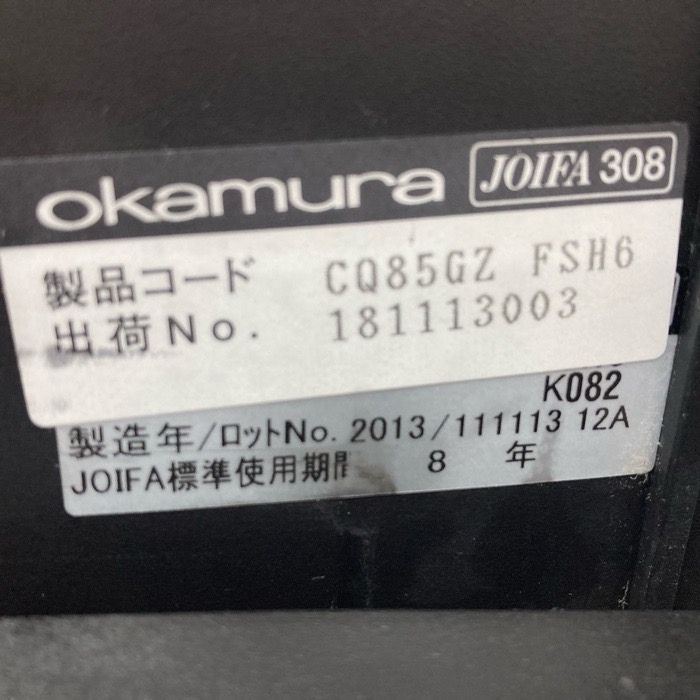 okamura JOIFA 308
製品コード CQ85GZ FSH6
出荷No. 181113003
K082
製造年/ロットNo. 2013/111113 12A
JOIFA標準使用期間 8 年